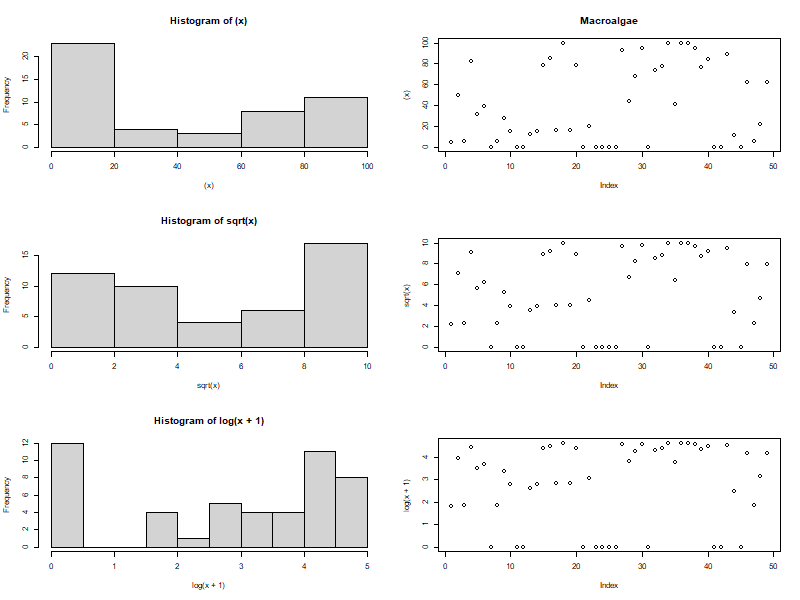 Histogram of (x)
Frequency
0 5 10 15 20
0 20 40 60 80 100
(x)
Macroalgae
(x)
0 20 40 60 80 100
0 10 20 30 40 50
Index
Histogram of sqrt(x)
Frequency
0 5 10 15
0 2 4 6 8 10
sqrt(x)
sqrt(x)
0 2 4 6 8 10
0 10 20 30 40 50
Index
Histogram of log(x + 1)
Frequency
0 2 4 6 8 10 12
0 1 2 3 4 5
log(x + 1)
log(x + 1)
0 1 2 3 4
0 10 20 30 40 50
Index